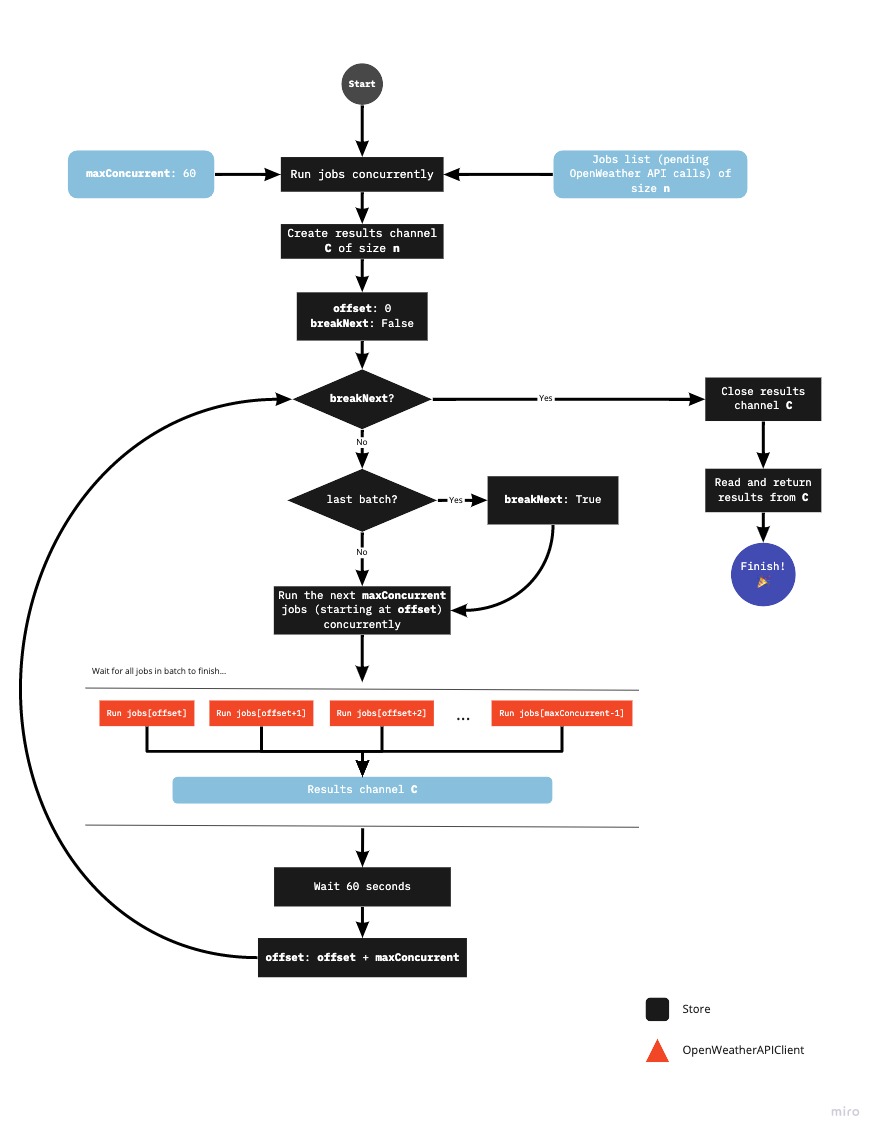 Start
maxConcurrent: 60
Run jobs concurrently
Jobs list (pending
OpenWeather API calls) of
size n
Create results channel
C of size n
offset: 0
breakNext: False
breakNext?
Yes
Close results
channel C
No
last batch?
Yes
breakNext: True
Read and return
results from C
No
Finish!
Run the next maxConcurrent
jobs (starting at offset)
concurrently
Wait for all jobs in batch to finish...
Run jobs[offset]
Run jobs[offset+1]
Run jobs[offset+2]
...
Run jobs[maxConcurrent-1]
Results channel C
Wait 60 seconds
offset: offset + maxConcurrent
Store
OpenWeatherAPIClient
miro